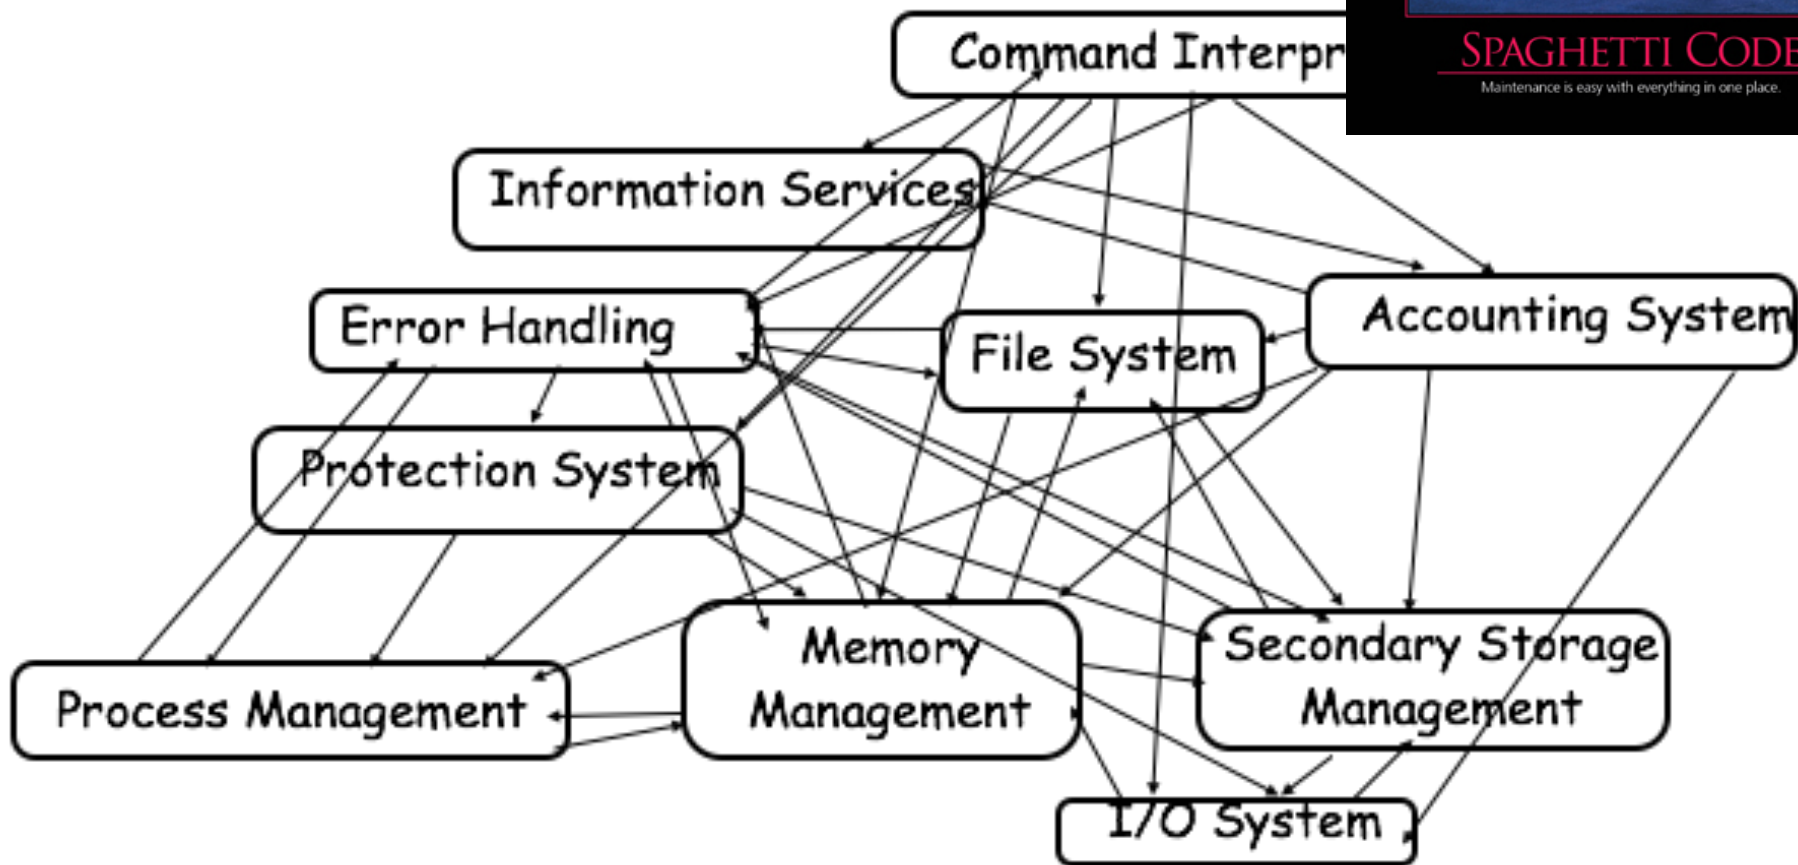 Command Interpr
SPAGHETTI CODE
Maintenance is easy with everything in one place.
Information Services
Error Handling
File System
Accounting System
Protection System
Memory
Management
Secondary Storage
Management
Process Management
I/O System